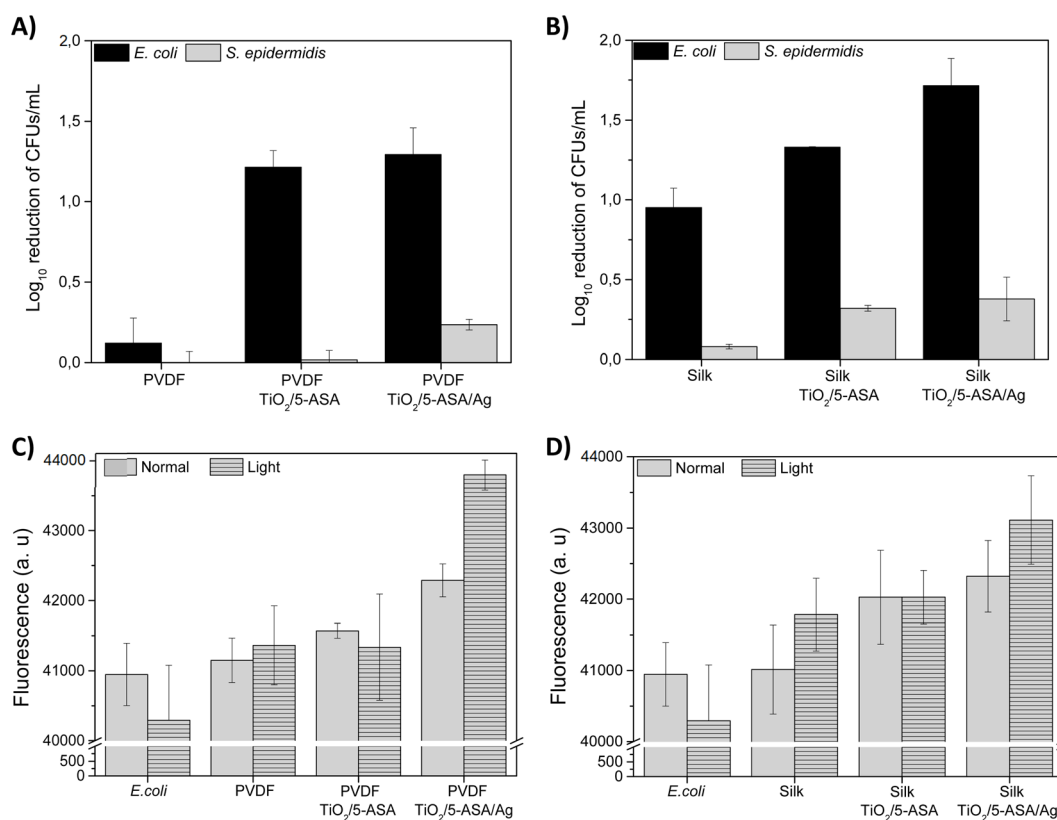 A)
E. coli S. epidermidis
Log10 reduction of CFUs/mL
2,0
1,5
1,0
0,5
0,0
PVDF
PVDF
TiO2/5-ASA
PVDF
TiO2/5-ASA/Ag
B)
E. coli S. epidermidis
Log10 reduction of CFUs/mL
2,0
1,5
1,0
0,5
0,0
Silk
Silk
TiO2/5-ASA
Silk
TiO2/5-ASA/Ag
C)
Normal Light
Fluorescence (a. u)
44000
43000
42000
41000
40000
500
0
E.coli
PVDF
PVDF
TiO2/5-ASA
PVDF
TiO2/5-ASA/Ag
D)
Normal Light
Fluorescence (a. u)
44000
43000
42000
41000
40000
500
0
E.coli
Silk
Silk
TiO2/5-ASA
Silk
TiO2/5-ASA/Ag